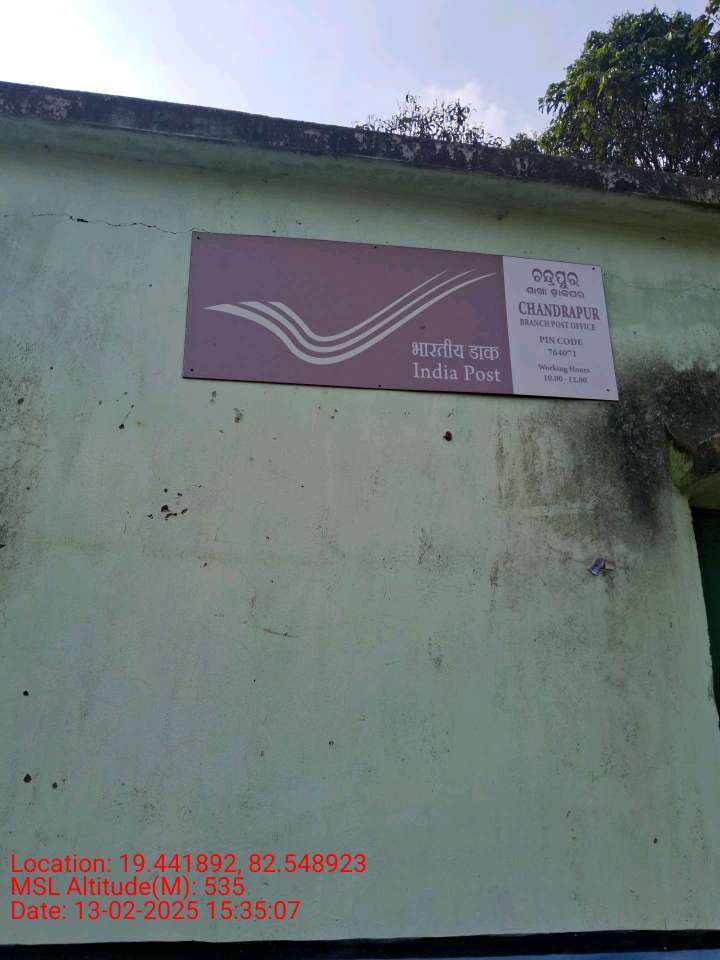 भारतीय डाक
India Post
ଚନ୍ଦ୍ରପୁର
ଶାଖା ଡ଼ାକଘର
CHANDRAPUR
BRANCH POST OFFICE
PIN CODE
764071
Working Hours
10.00 - 12.00
Location: 19.441892, 82.548923
MSL Altitude(M): 535
Date: 13-02-2025 15:35:07